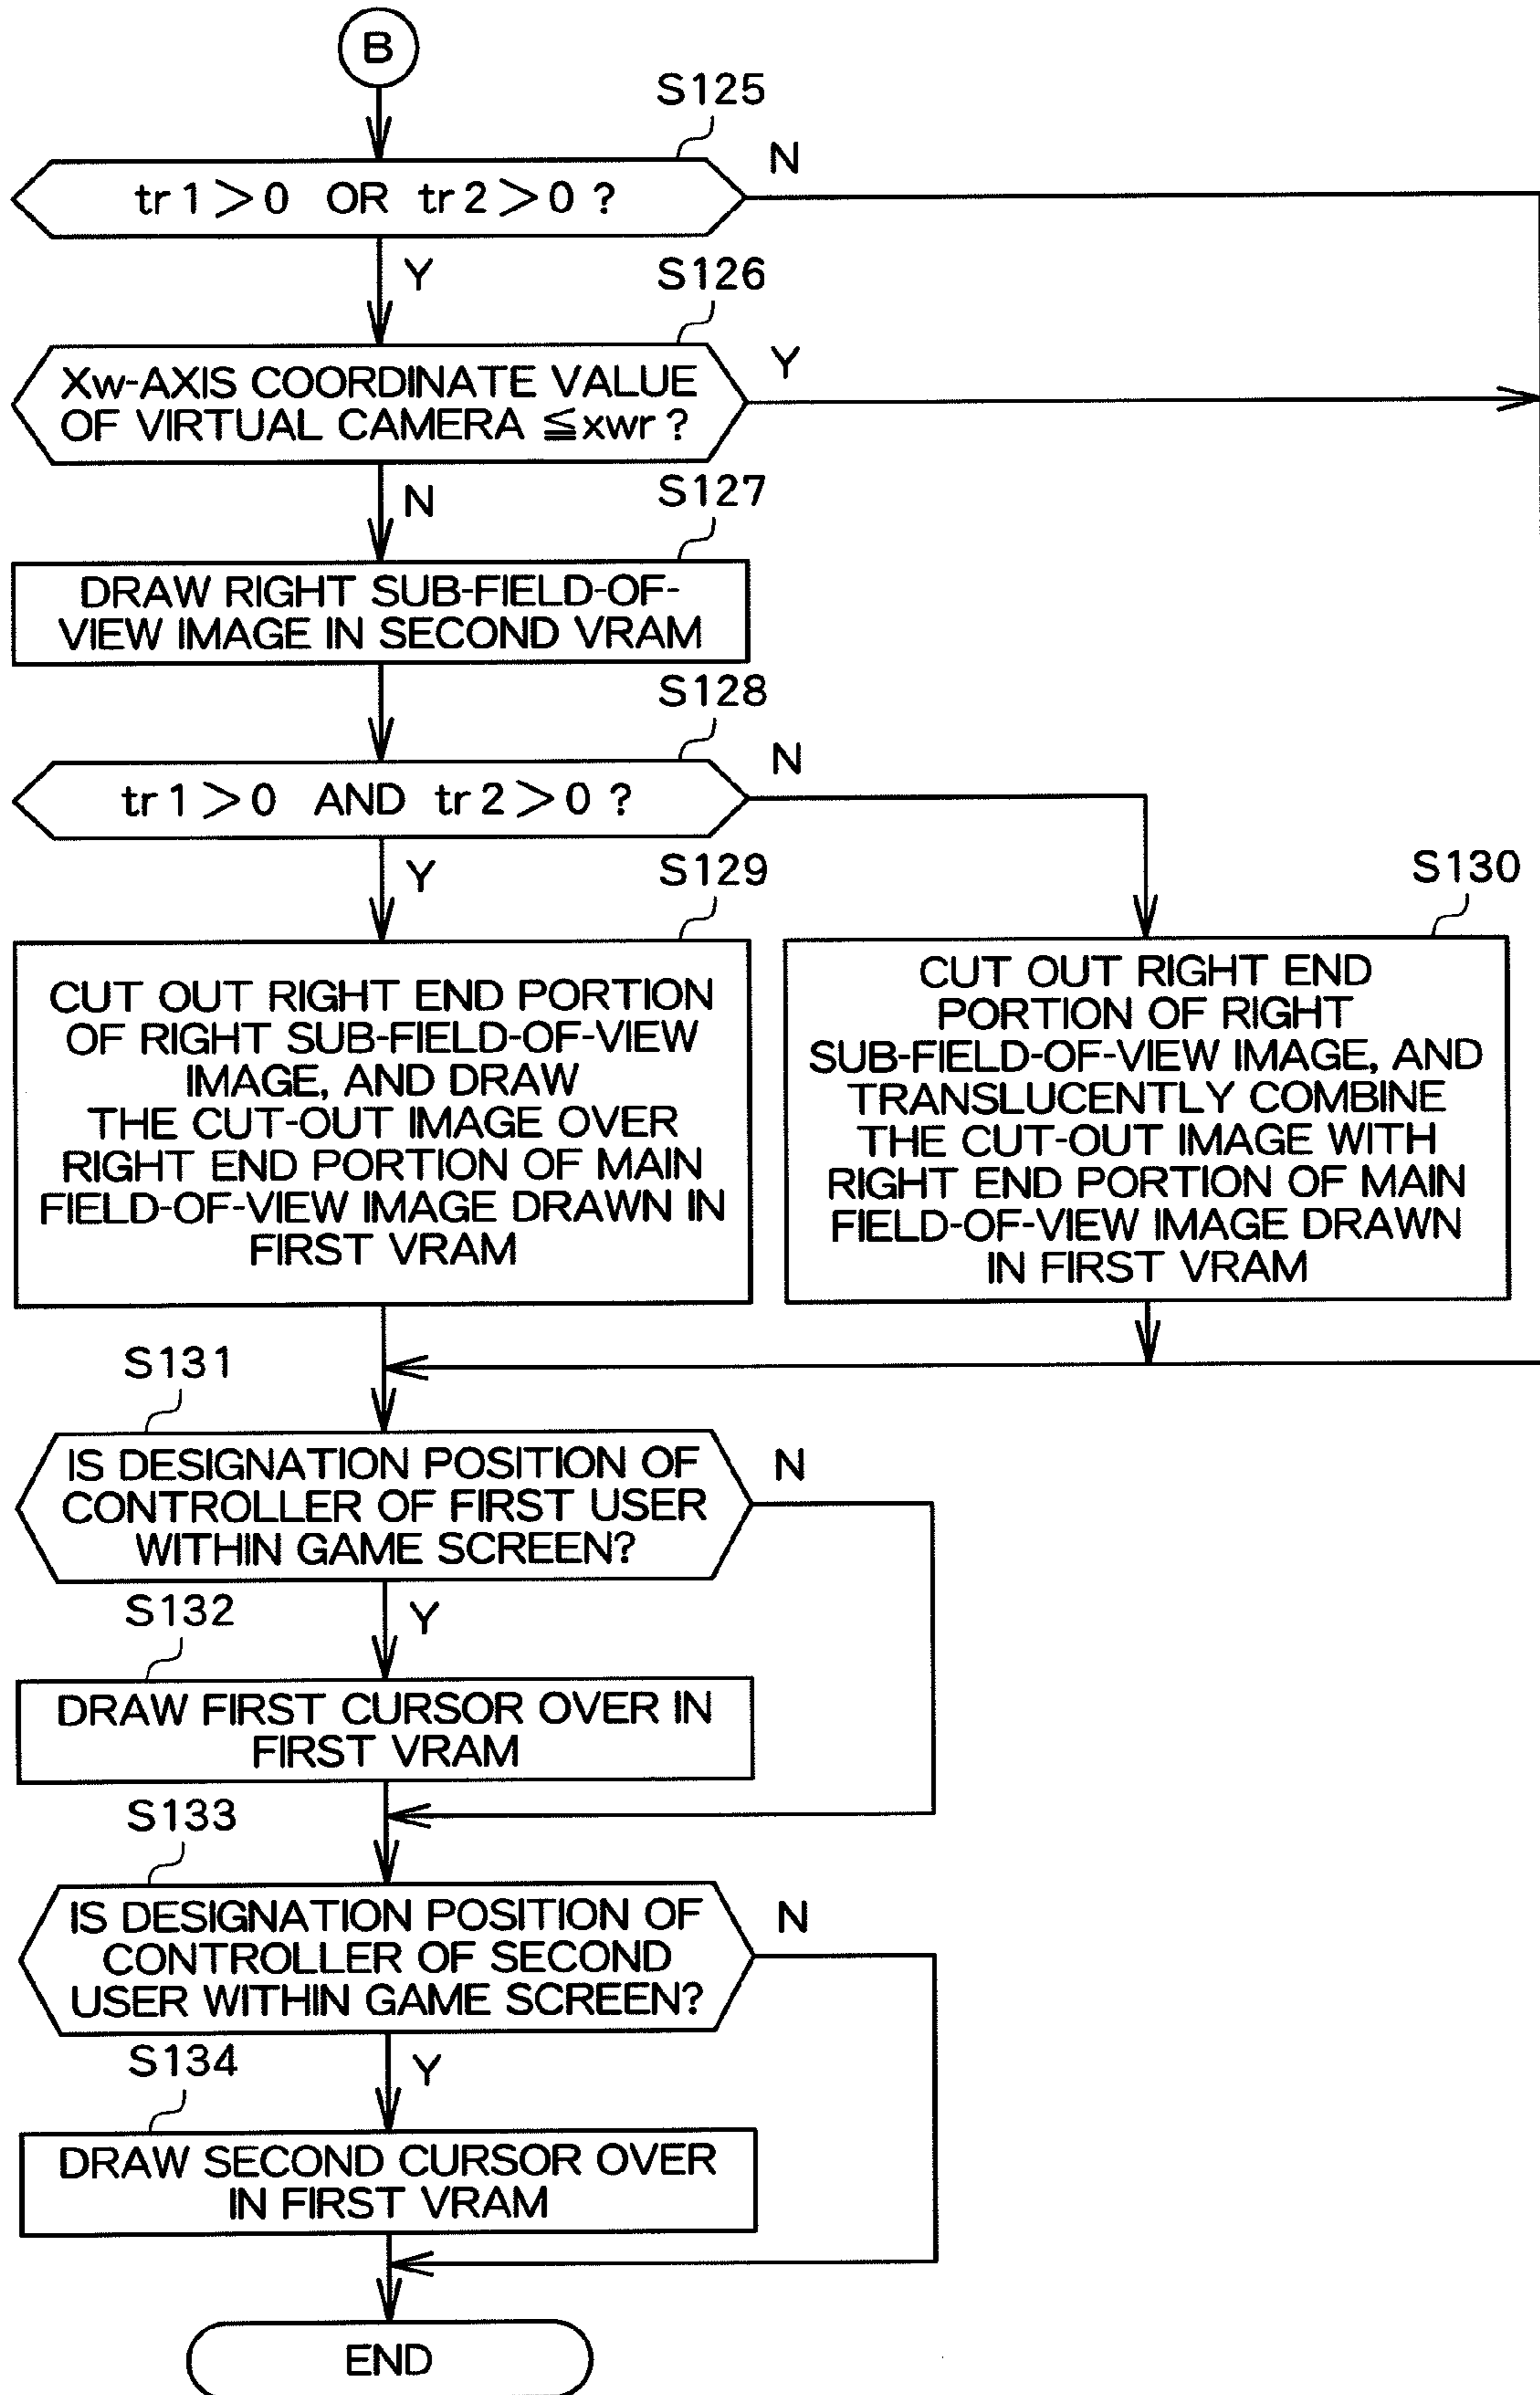 B
S125
tr1>0 OR tr2>0 ?
N
Y
S126
Xw-AXIS COORDINATE VALUE
OF VIRTUAL CAMERA ≦xwr ?
Y
N
S127
DRAW RIGHT SUB-FIELD-OF-
VIEW IMAGE IN SECOND VRAM
S128
tr1>0 AND tr2>0 ?
N
Y
S129
CUT OUT RIGHT END PORTION
OF RIGHT SUB-FIELD-OF-VIEW
IMAGE, AND DRAW
THE CUT-OUT IMAGE OVER
RIGHT END PORTION OF MAIN
FIELD-OF-VIEW IMAGE DRAWN IN
FIRST VRAM
S130
CUT OUT RIGHT END
PORTION OF RIGHT
SUB-FIELD-OF-VIEW IMAGE, AND
TRANSLUCENTLY COMBINE
THE CUT-OUT IMAGE WITH
RIGHT END PORTION OF MAIN
FIELD-OF-VIEW IMAGE DRAWN
IN FIRST VRAM
S131
IS DESIGNATION POSITION OF
CONTROLLER OF FIRST USER
WITHIN GAME SCREEN?
N
Y
S132
DRAW FIRST CURSOR OVER IN
FIRST VRAM
S133
IS DESIGNATION POSITION OF
CONTROLLER OF SECOND
USER WITHIN GAME SCREEN?
N
Y
S134
DRAW SECOND CURSOR OVER
IN FIRST VRAM
END